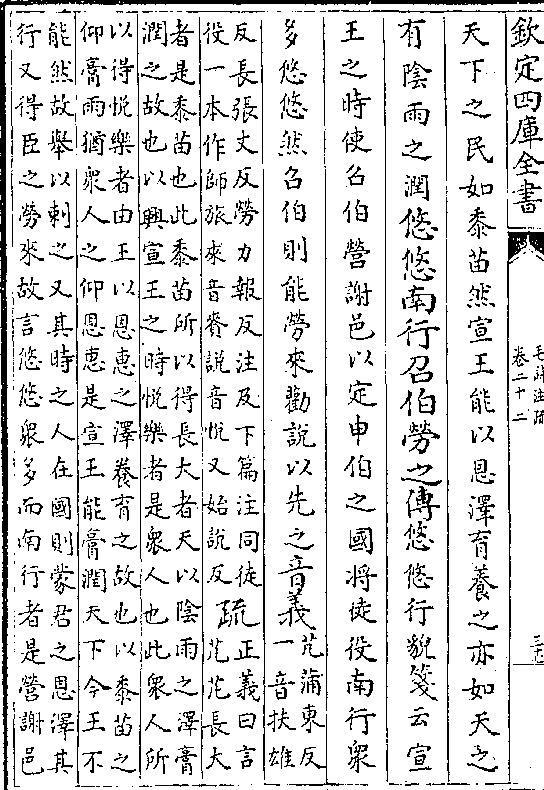 欽定四庫全書
毛詩注疏
卷二十二
天下之民如黍苗然宣王能以恩澤育養之亦如天之
有陰雨之潤悠悠南行召伯勞之傳悠悠行貌箋云宣
王之時使召伯營謝邑以定申伯之國將徒役南行衆
多悠悠然召伯則能勞來勸說以先之音義芃蒲東反
一音扶雄
反長張丈反勞力報反注及下篇注同徒
役一本作師旅來音賚說音悅又始說反
疏正義曰言
芃芃長大
者是黍苗也此黍苗所以得長大者天以陰雨之澤膏
潤之故也以興宣王之時悅樂者是衆人也此衆人所
以得悅樂者由王以恩惠之澤養育之故也以黍苗之
仰膏雨猶衆人之仰恩惠是宣王能膏潤天下今王不
能然故舉以刺之又其時之人在國則蒙君之恩澤其
行又得臣之勞來故言悠悠衆多而南行者是營謝邑